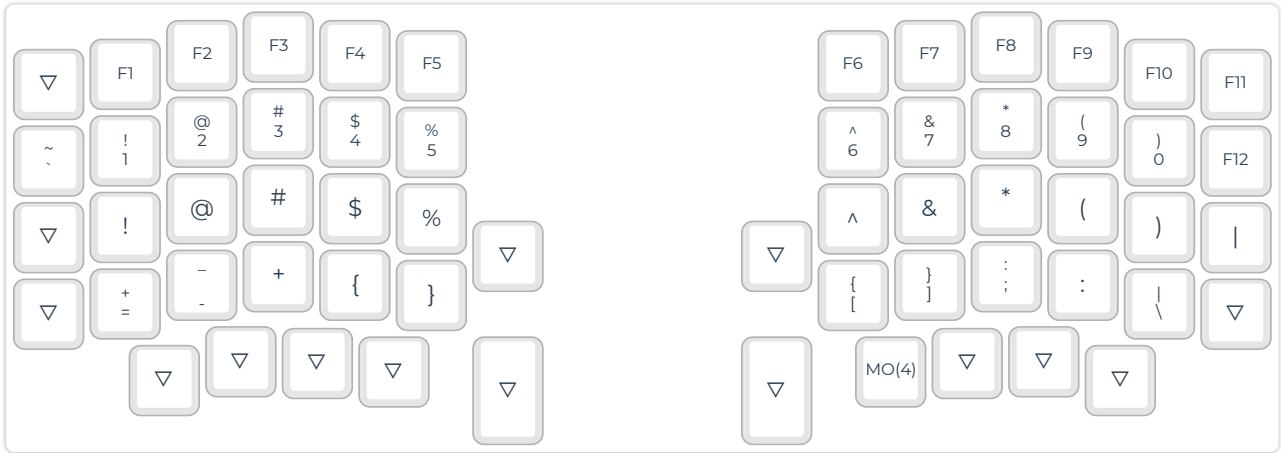 ▽ F1 F2 F3 F4 F5 F6 F7 F8 F9 F10 F11
~ ! @ # $ % ^ & * ( )
` 1 2 3 4 5 6 7 8 9 0 F12
▽ ! @ # $ % ▽ ▽ ^ & * ( ) |
▽ + _ + { } { } : : | ▽
= - [ ] ; \
▽ ▽ ▽ ▽ ▽ ▽ MO(4) ▽ ▽ ▽